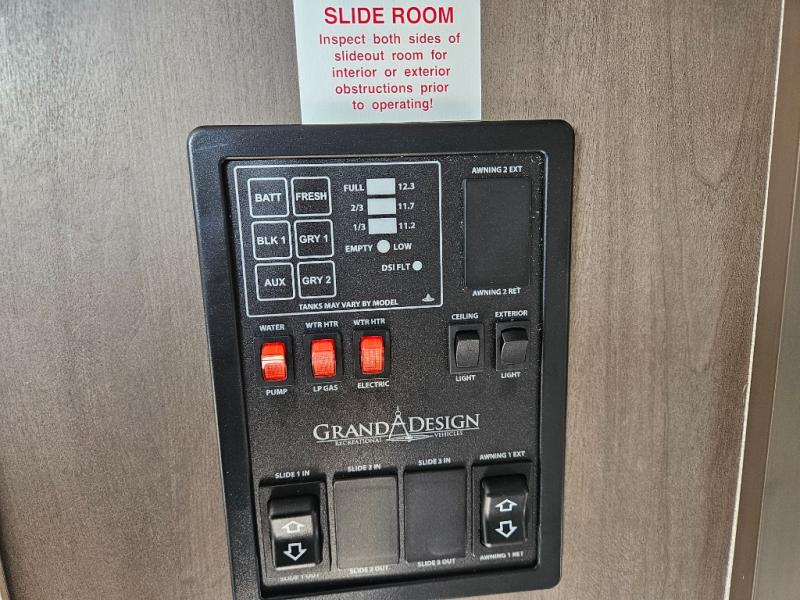 SLIDE ROOM
Inspect both sides of
slideout room for
interior or exterior
obstructions prior
to operating!
BATT FRESH
BLK 1 GRY 1
AUX GRY 2
FULL 12.3
2/3 11.7
1/3 11.2
EMPTY LOW
DSI FLT
TANKS MAY VARY BY MODEL
AWNING 2 EXT
AWNING 2 RET
WATER
PUMP
WTR HTR
LP GAS
WTR HTR
ELECTRIC
CEILING
LIGHT
EXTERIOR
LIGHT
GRAND DESIGN
RECREATIONAL VEHICLES
SLIDE 1 IN
SLIDE 1 OUT
SLIDE 2 IN
SLIDE 2 OUT
SLIDE 3 IN
SLIDE 3 OUT
AWNING 1 EXT
AWNING 1 RET